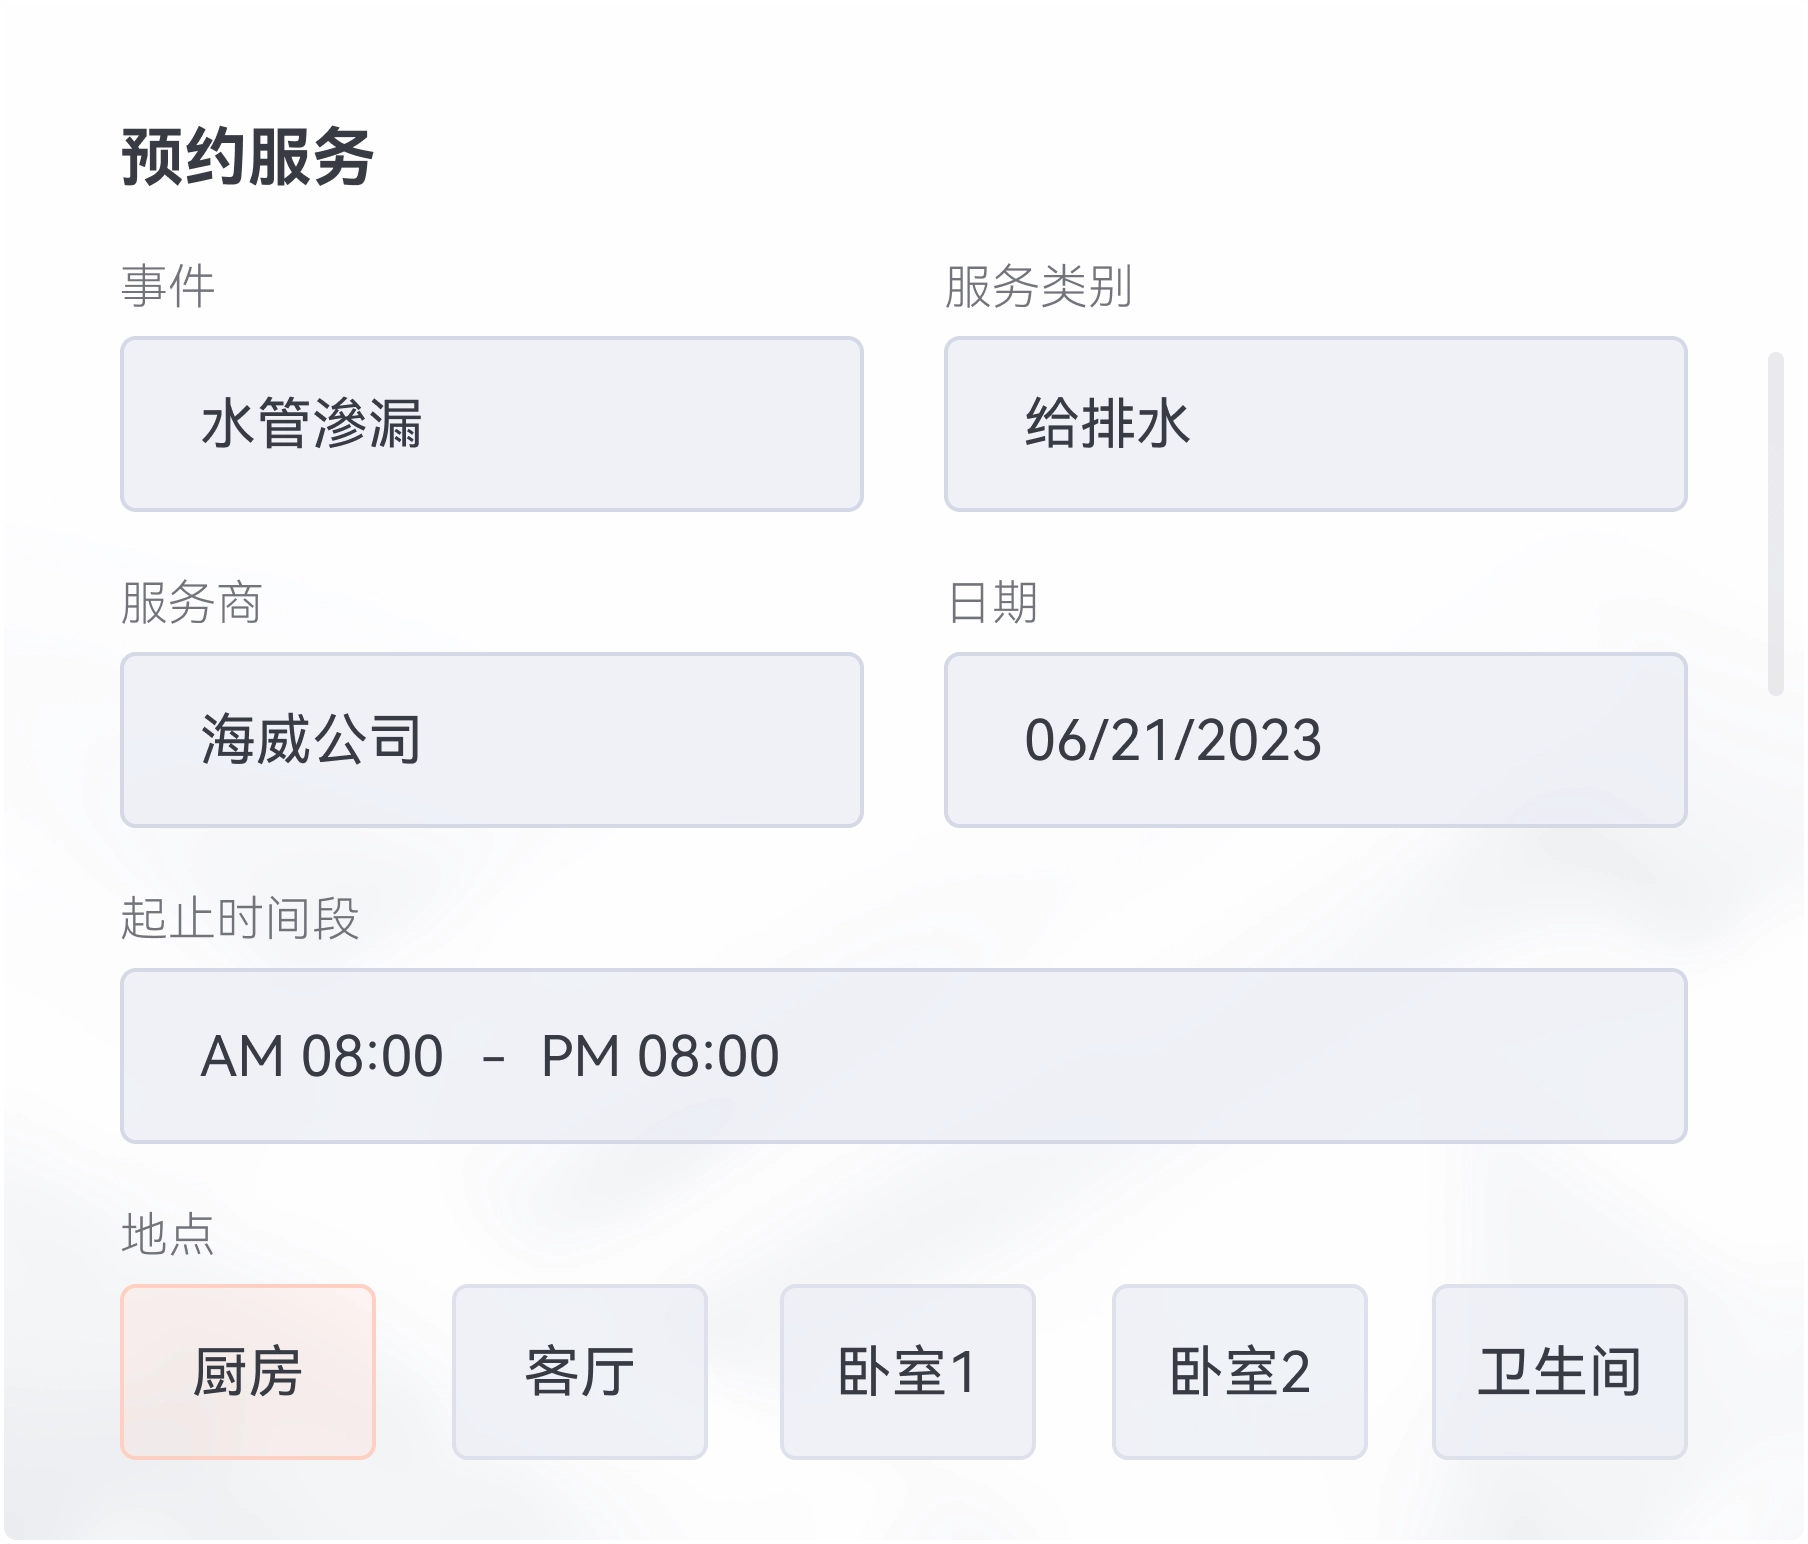 预约服务
事件
服务类别
水管渗漏
给排水
服务商
日期
海威公司
06/21/2023
起止时间段
AM 08:00 - PM 08:00
地点
厨房
客厅
卧室1
卧室2
卫生间